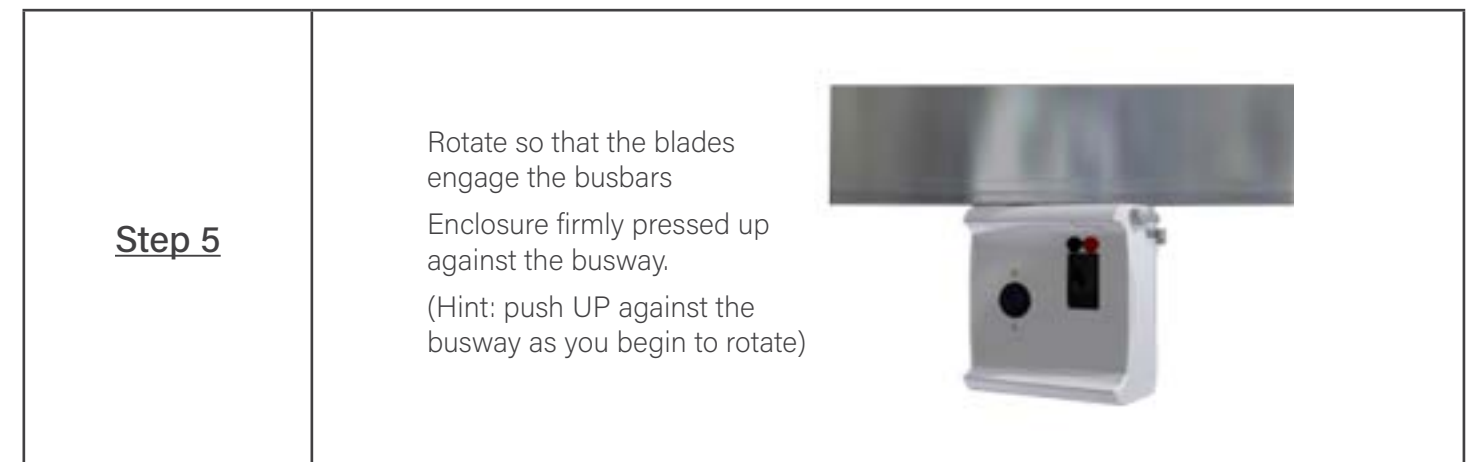 Step 5
Rotate so that the blades
engage the busbars
Enclosure firmly pressed up
against the busway.
(Hint: push UP against the
busway as you begin to rotate)